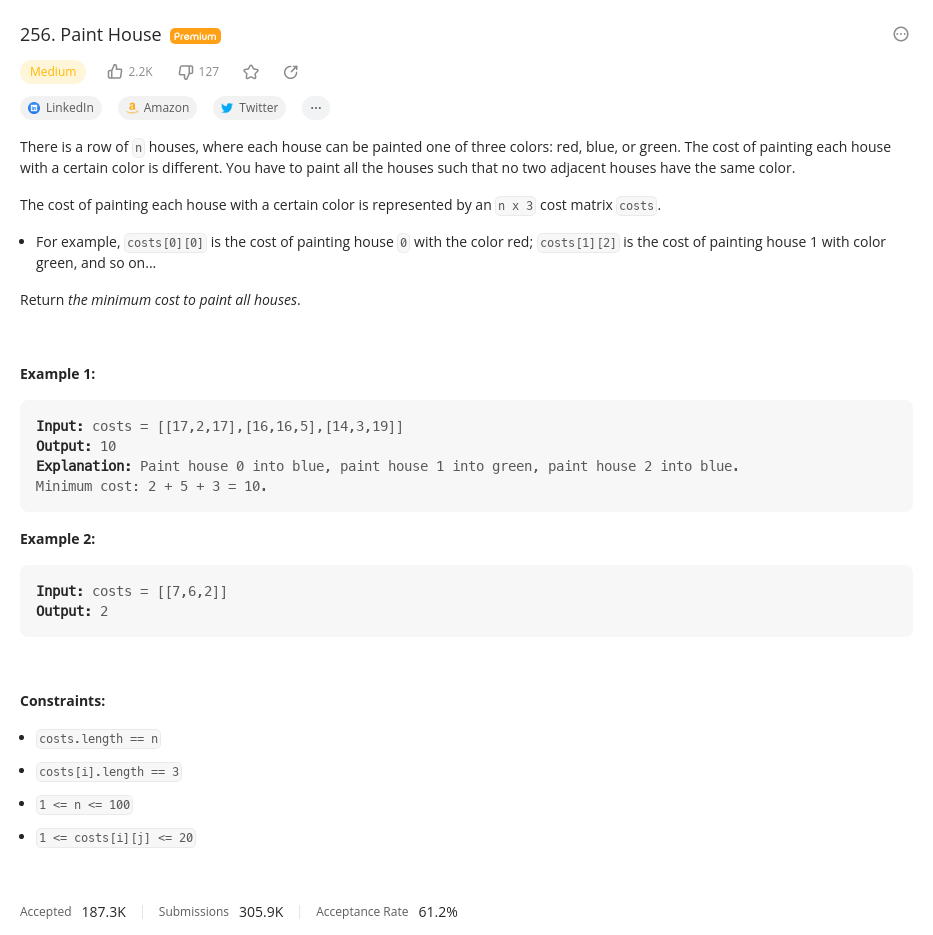 256. Paint House Premium
Medium 2.2K 127
LinkedIn Amazon Twitter ...
There is a row of n houses, where each house can be painted one of three colors: red, blue, or green. The cost of painting each house
with a certain color is different. You have to paint all the houses such that no two adjacent houses have the same color.
The cost of painting each house with a certain color is represented by an n x 3 cost matrix costs.
• For example, costs[0][0] is the cost of painting house 0 with the color red; costs[1][2] is the cost of painting house 1 with color
green, and so on...
Return the minimum cost to paint all houses.
Example 1:
Input: costs = [[17,2,17],[16,16,5],[14,3,19]]
Output: 10
Explanation: Paint house 0 into blue, paint house 1 into green, paint house 2 into blue.
Minimum cost: 2 + 5 + 3 = 10.
Example 2:
Input: costs = [[7,6,2]]
Output: 2
Constraints:
• costs.length == n
• costs[i].length == 3
• 1 <= n <= 100
• 1 <= costs[i][j] <= 20
Accepted 187.3K Submissions 305.9K Acceptance Rate 61.2%